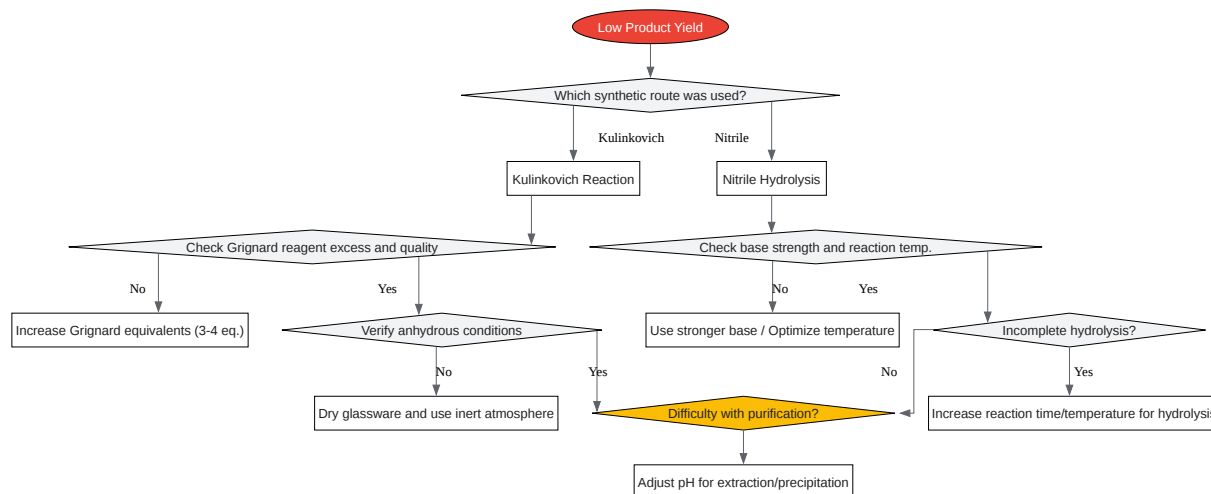 Low Product Yield
Which synthetic route was used?
Kulinkovich
Nitrile
Kulinkovich Reaction
Nitrile Hydrolysis
Check Grignard reagent excess and quality
Check base strength and reaction temp.
No
Yes
No
Yes
Increase Grignard equivalents (3-4 eq.)
Verify anhydrous conditions
Use stronger base / Optimize temperature
Incomplete hydrolysis?
No
Yes
No
Yes
Dry glassware and use inert atmosphere
Difficulty with purification?
Increase reaction time/temperature for hydrolysis
Adjust pH for extraction/precipitation